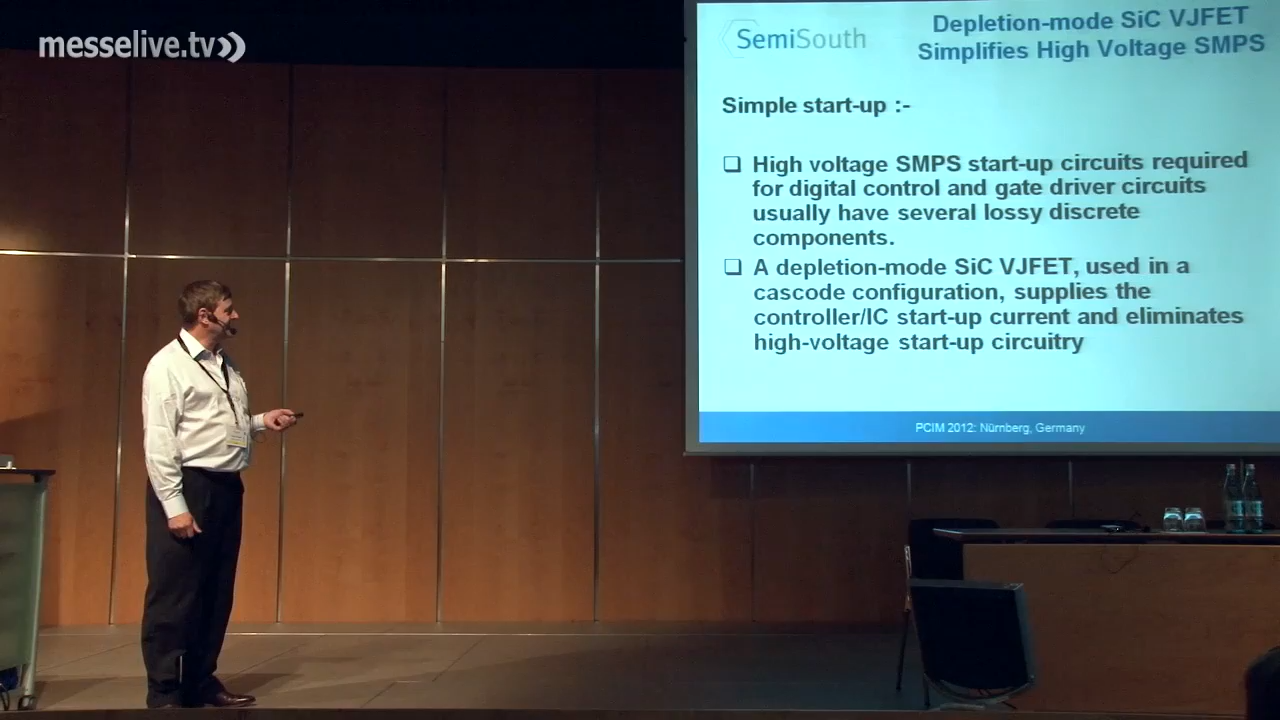 messelive.tv
SemiSouth
Depletion-mode SiC VJFET
Simplifies High Voltage SMPS
Simple start-up :-
❑ High voltage SMPS start-up circuits required
for digital control and gate driver circuits
usually have several lossy discrete
components.
❑ A depletion-mode SiC VJFET, used in a
cascode configuration, supplies the
controller/IC start-up current and eliminates
high-voltage start-up circuitry
PCIM 2012: Nürnberg, Germany